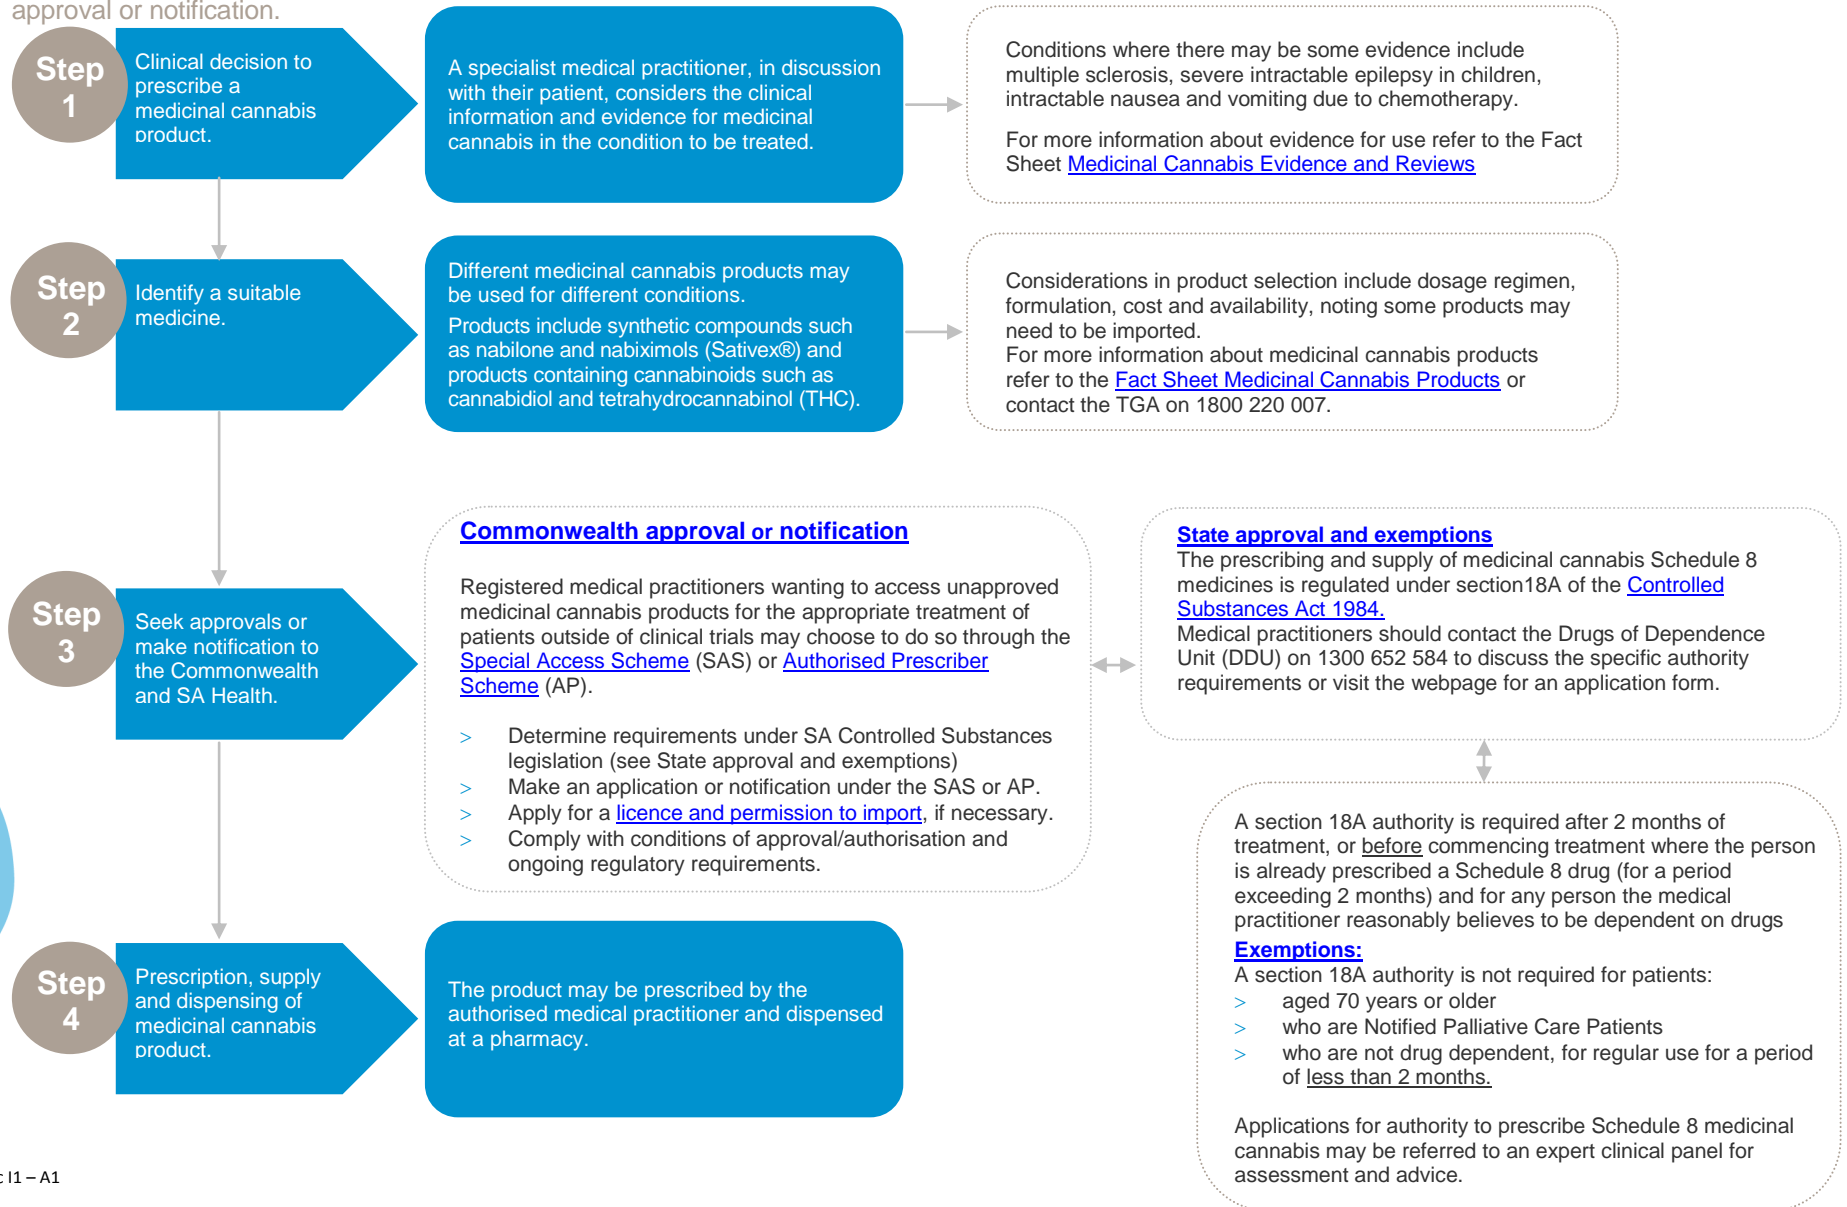 approval or notification.
Step
1
Clinical decision to
prescribe a
medicinal cannabis
product.
A specialist medical practitioner, in discussion
with their patient, considers the clinical
information and evidence for medicinal
cannabis in the condition to be treated.
Conditions where there may be some evidence include
multiple sclerosis, severe intractable epilepsy in children,
intractable nausea and vomiting due to chemotherapy.
For more information about evidence for use refer to the Fact
Sheet Medicinal Cannabis Evidence and Reviews
Step
2
Identify a suitable
medicine.
Different medicinal cannabis products may
be used for different conditions.
Products include synthetic compounds such
as nabilone and nabiximols (Sativex®) and
products containing cannabinoids such as
cannabidiol and tetrahydrocannabinol (THC).
Considerations in product selection include dosage regimen,
formulation, cost and availability, noting some products may
need to be imported.
For more information about medicinal cannabis products
refer to the Fact Sheet Medicinal Cannabis Products or
contact the TGA on 1800 220 007.
Step
3
Seek approvals or
make notification to
the Commonwealth
and SA Health.
Commonwealth approval or notification
Registered medical practitioners wanting to access unapproved
medicinal cannabis products for the appropriate treatment of
patients outside of clinical trials may choose to do so through the
Special Access Scheme (SAS) or Authorised Prescriber
Scheme (AP).
> Determine requirements under SA Controlled Substances
legislation (see State approval and exemptions)
> Make an application or notification under the SAS or AP.
> Apply for a licence and permission to import, if necessary.
> Comply with conditions of approval/authorisation and
ongoing regulatory requirements.
State approval and exemptions
The prescribing and supply of medicinal cannabis Schedule 8
medicines is regulated under section18A of the Controlled
Substances Act 1984.
Medical practitioners should contact the Drugs of Dependence
Unit (DDU) on 1300 652 584 to discuss the specific authority
requirements or visit the webpage for an application form.
A section 18A authority is required after 2 months of
treatment, or before commencing treatment where the person
is already prescribed a Schedule 8 drug (for a period
exceeding 2 months) and for any person the medical
practitioner reasonably believes to be dependent on drugs
Exemptions:
A section 18A authority is not required for patients:
> aged 70 years or older
> who are Notified Palliative Care Patients
> who are not drug dependent, for regular use for a period
of less than 2 months.
Applications for authority to prescribe Schedule 8 medicinal
cannabis may be referred to an expert clinical panel for
assessment and advice.
Step
4
Prescription, supply
and dispensing of
medicinal cannabis
product.
The product may be prescribed by the
authorised medical practitioner and dispensed
at a pharmacy.
I1 – A1